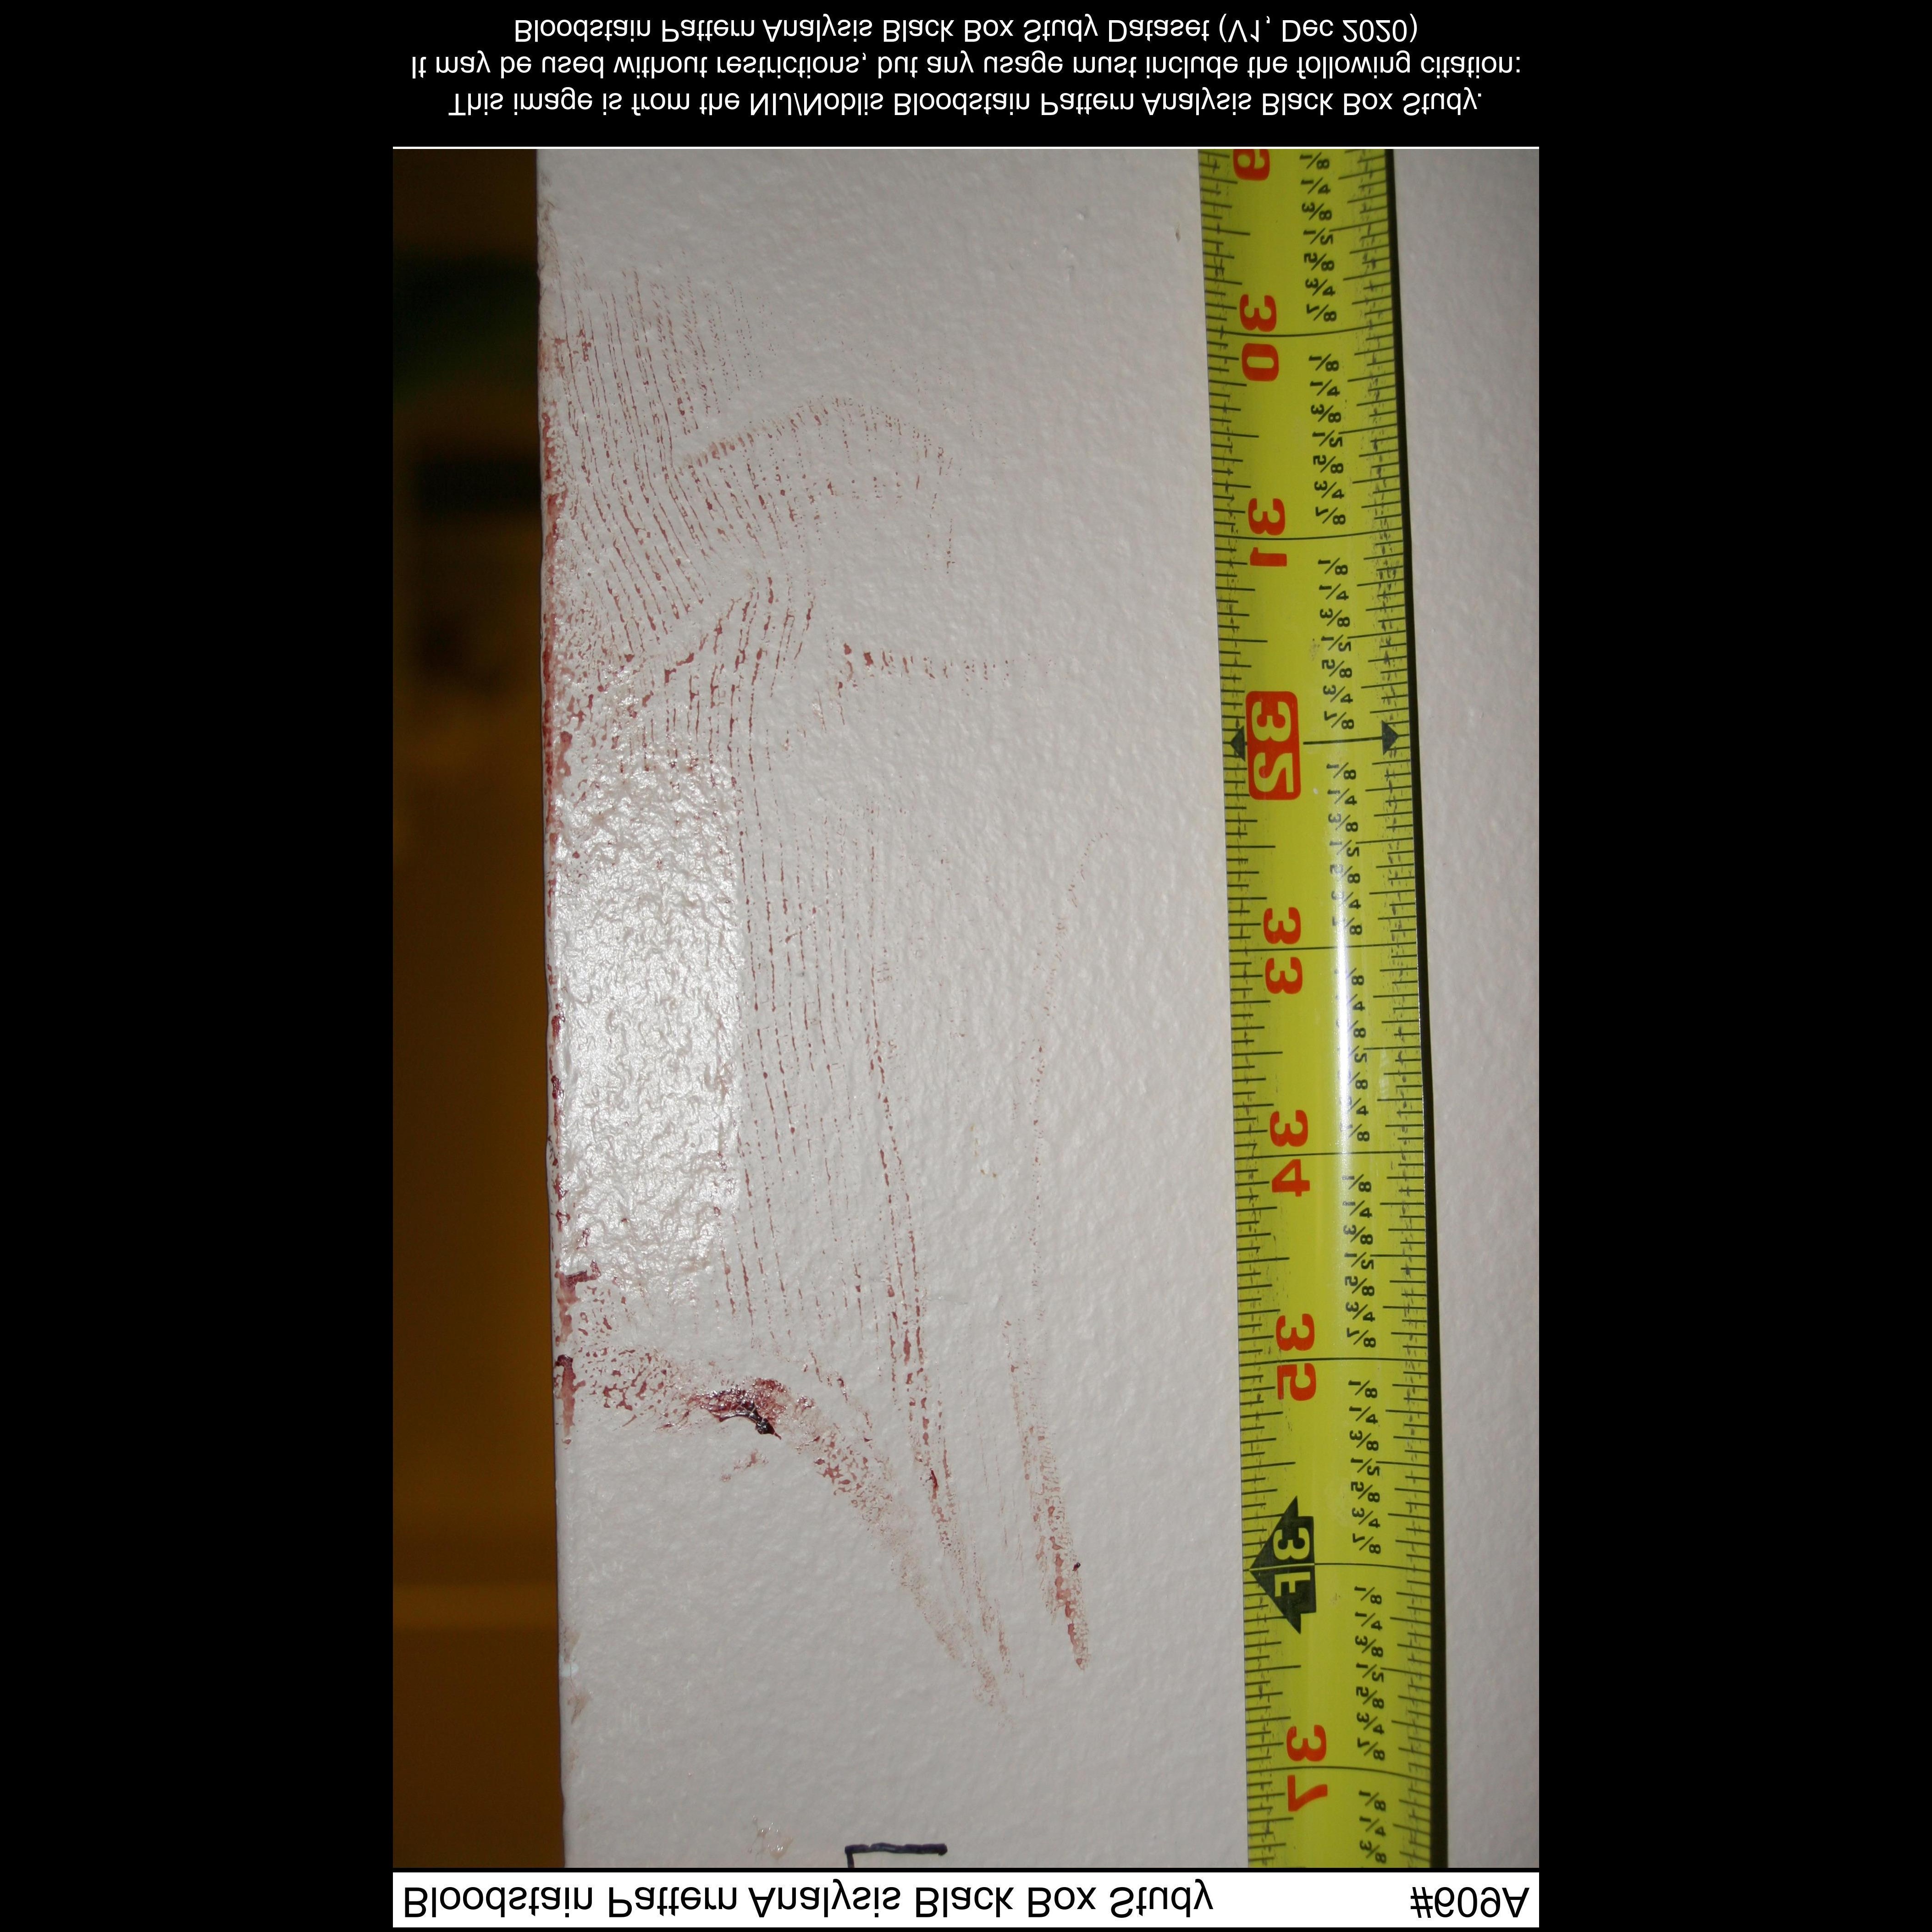 Bloodstain Pattern Analysis Black Box Study #609A
37
3F
35
34
33
32
31
30
This image is from the NIJ/Noblis Bloodstain Pattern Analysis Black Box Study.
It may be used without restrictions, but any usage must include the following citation:
Bloodstain Pattern Analysis Black Box Study Dataset (V1, Dec 2020)